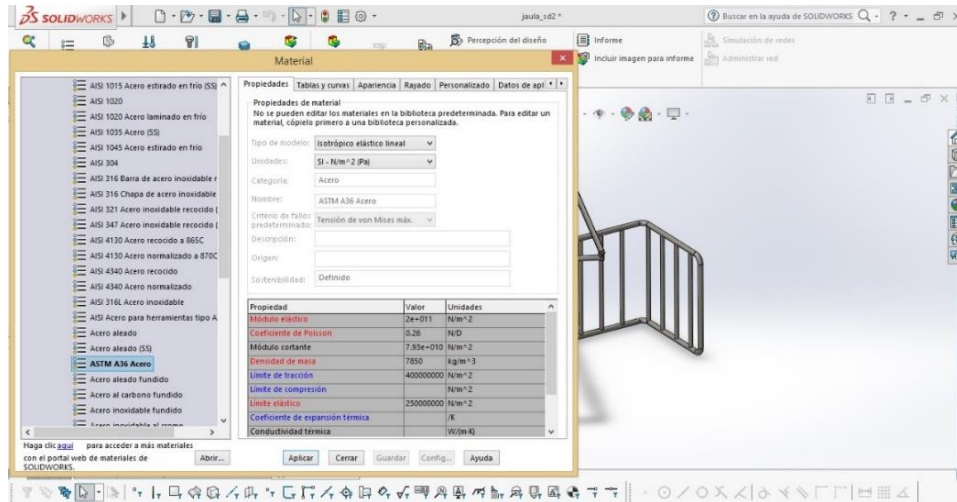 SOLIDWORKS
jaula_sd2 *
Buscar en la ayuda de SOLIDWORKS
Percepción del diseño
Informe
Incluir imagen para informe
Simulación de redes
Administrar red
Material
AISI 1015 Acero estirado en frío (SS)
AISI 1020
AISI 1020 Acero laminado en frío
AISI 1035 Acero (SS)
AISI 1045 Acero estirado en frío
AISI 304
AISI 316 Barra de acero inoxidable r
AISI 316 Chapa de acero inoxidable
AISI 321 Acero inoxidable recocido (
AISI 347 Acero inoxidable recocido (
AISI 4130 Acero recocido a 865C
AISI 4130 Acero normalizado a 870C
AISI 4340 Acero recocido
AISI 4340 Acero normalizado
AISI 316L Acero inoxidable
AISI Acero para herramientas tipo A
Acero aleado
Acero aleado (SS)
ASTM A36 Acero
Acero aleado fundido
Acero al carbono fundido
Acero inoxidable fundido
Acero inoxidable al cromo
Haga clic aquí para acceder a más materiales
con el portal web de materiales de
SOLIDWORKS.
Abrir...
Propiedades Tablas y curvas Apariencia Rayado Personalizado Datos de apl
Propiedades de material
No se pueden editar los materiales en la biblioteca predeterminada. Para editar un
material, cópielo primero a una biblioteca personalizada.
Tipo de modelo: Isotrópico elástico lineal
Unidades: SI - N/m^2 (Pa)
Categoría: Acero
Nombre: ASTM A36 Acero
Criterio de fallos
predeterminado: Tensión de von Mises máx.
Descripción:
Origen:
Sostenibilidad: Definido
Propiedad Valor Unidades
Módulo elástico 2e+011 N/m^2
Coeficiente de Poisson 0.26 N/D
Módulo cortante 7.93e+010 N/m^2
Densidad de masa 7850 kg/m^3
Límite de tracción 400000000 N/m^2
Límite de compresión N/m^2
Límite elástico 250000000 N/m^2
Coeficiente de expansión térmica /K
Conductividad térmica W/(m·K)
Aplicar Cerrar Guardar Config... Ayuda